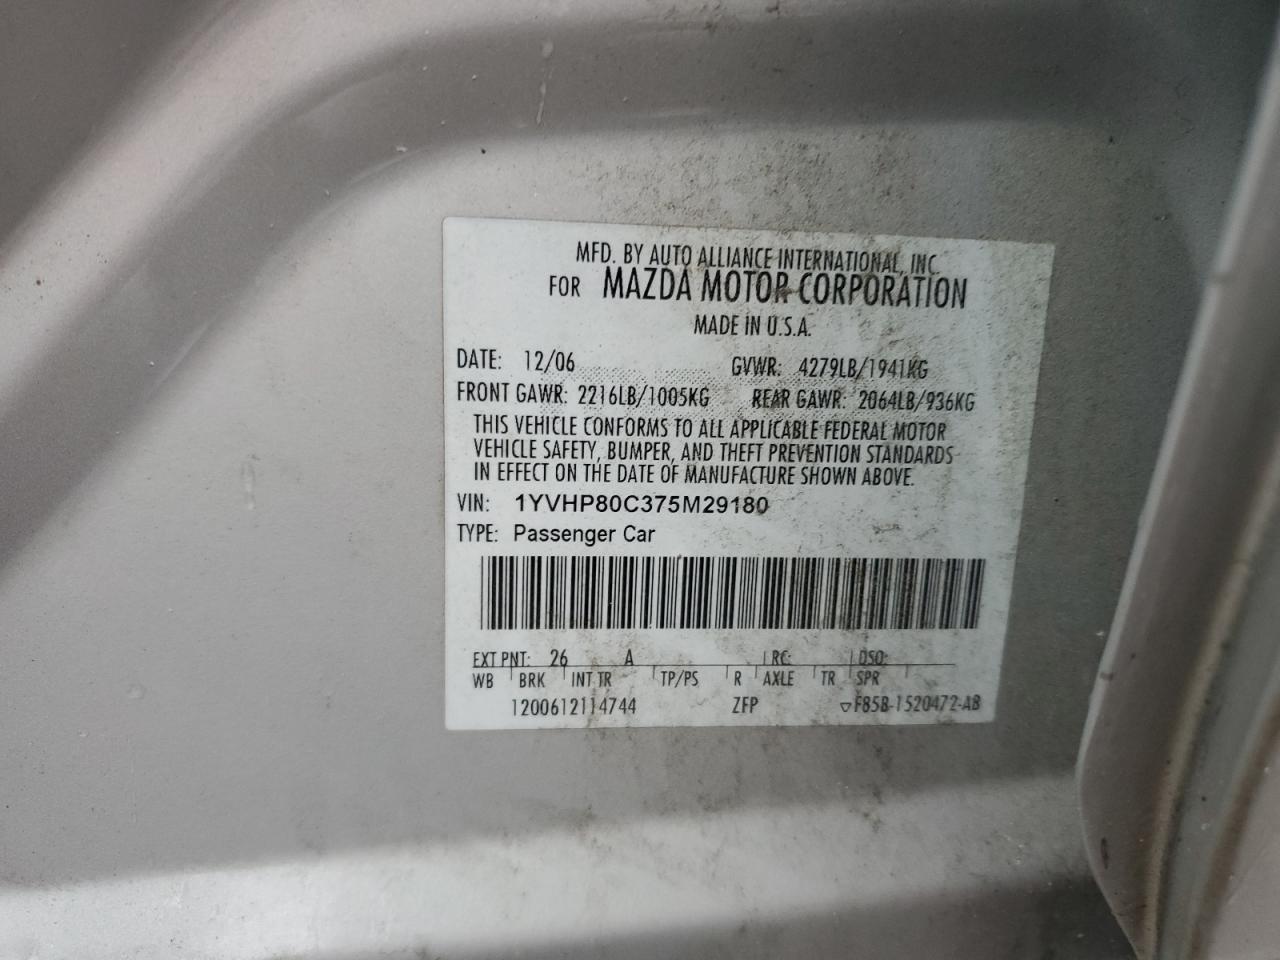 MFD. BY AUTO ALLIANCE INTERNATIONAL, INC.
FOR MAZDA MOTOR CORPORATION
MADE IN U.S.A.
DATE: 12/06 GVWR: 4279LB/1941KG
FRONT GAWR: 2216LB/1005KG REAR GAWR: 2064LB/936KG
THIS VEHICLE CONFORMS TO ALL APPLICABLE FEDERAL MOTOR
VEHICLE SAFETY, BUMPER, AND THEFT PREVENTION STANDARDS
IN EFFECT ON THE DATE OF MANUFACTURE SHOWN ABOVE.
VIN: 1YVHP80C375M29180
TYPE: Passenger Car
EXT PNT: 26 A RC: DSO:
WB BRK INT TR TP/PS R AXLE TR SPR
1200612114744 ZFP ▽F85B-1520472-AB